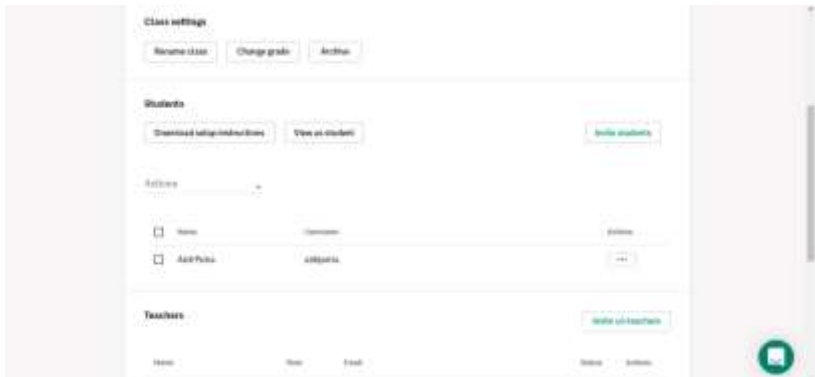 Class settings
Rename class Change grade Archive
Students
Download setup instructions View as student Invite students
Actions
Name Username Actions
Teachers
Invite co-teachers
Name Role Email Status Actions